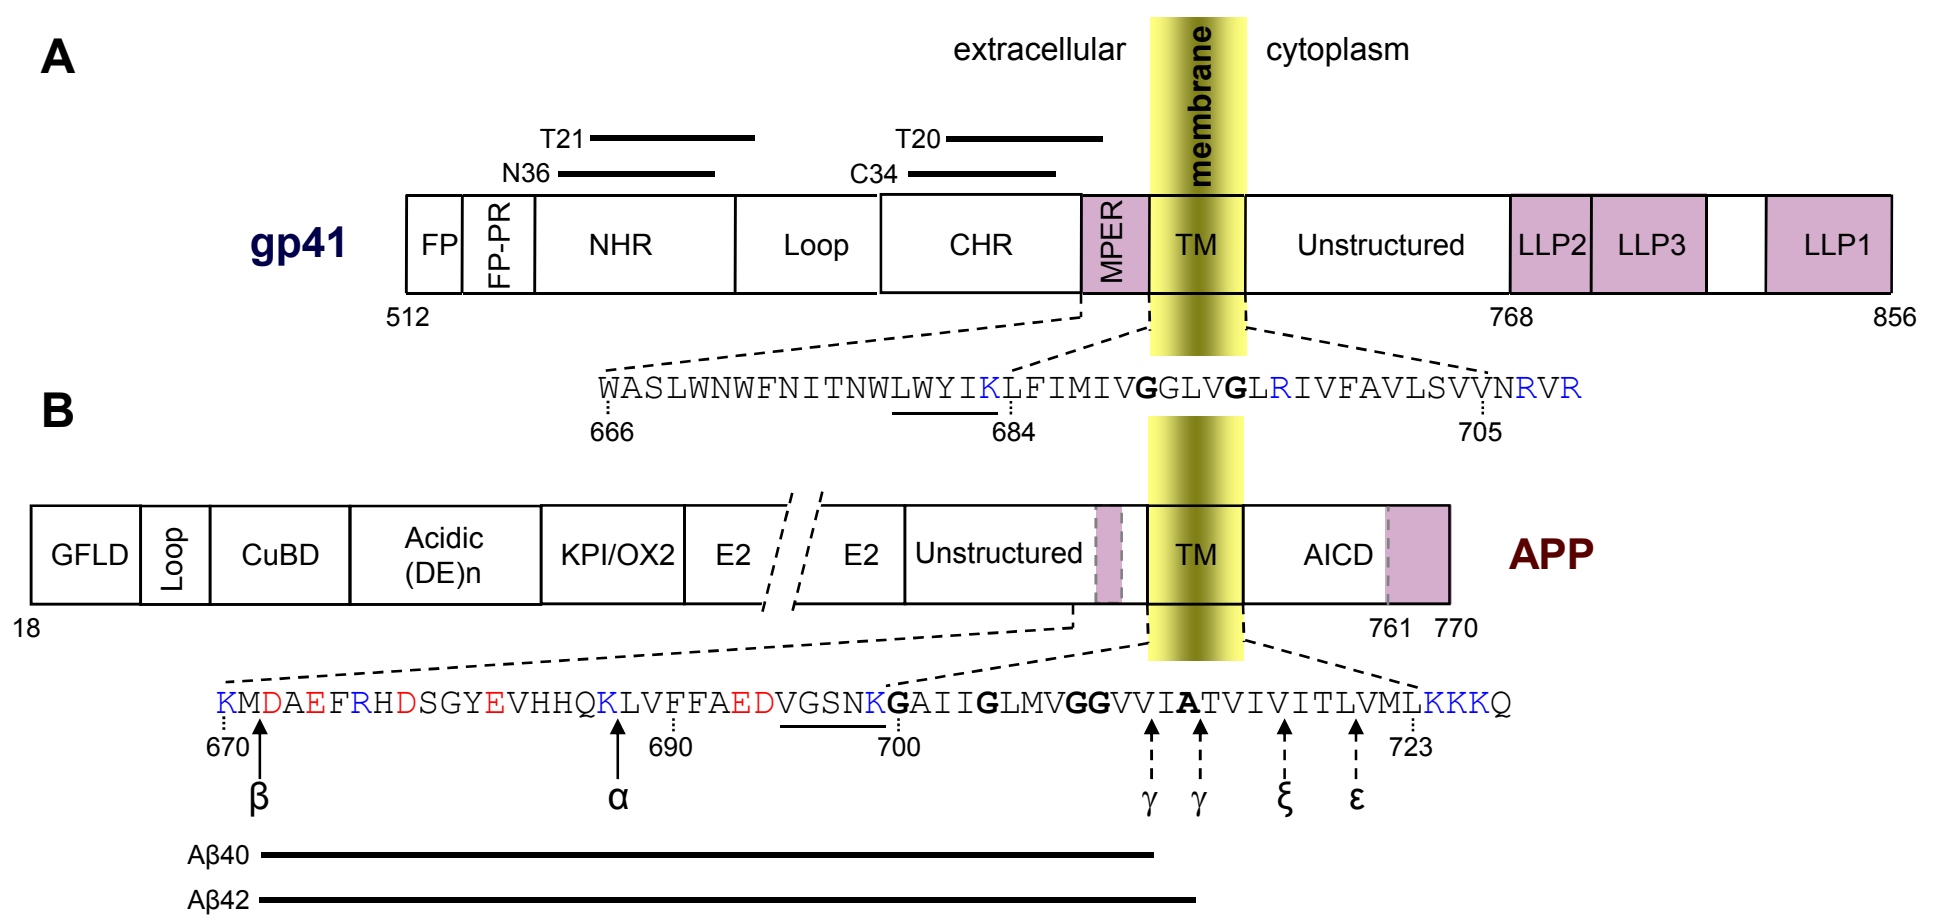 A
extracellular
membrane
cytoplasm
T21
T20
N36
C34
gp41
FP
FP-PR
NHR
Loop
CHR
MPER
TM
Unstructured
LLP2
LLP3
LLP1
512
768
856
WASLWNWFNITNWLWYIKLFIMIVGGLVGLRIVFAVLSVVNRVR
666
684
705
B
GFLD
Loop
CuBD
Acidic
(DE)n
KPI/OX2
E2
E2
Unstructured
TM
AICD
APP
18
761
770
KMDAEFRHDSGYEVHHQKLVFFAEDVGSNKGAIIGLMVGGVVIATVIVITLVMLKKKQ
670
690
700
723
β
α
γ
γ
ξ
ε
Aβ40
Aβ42